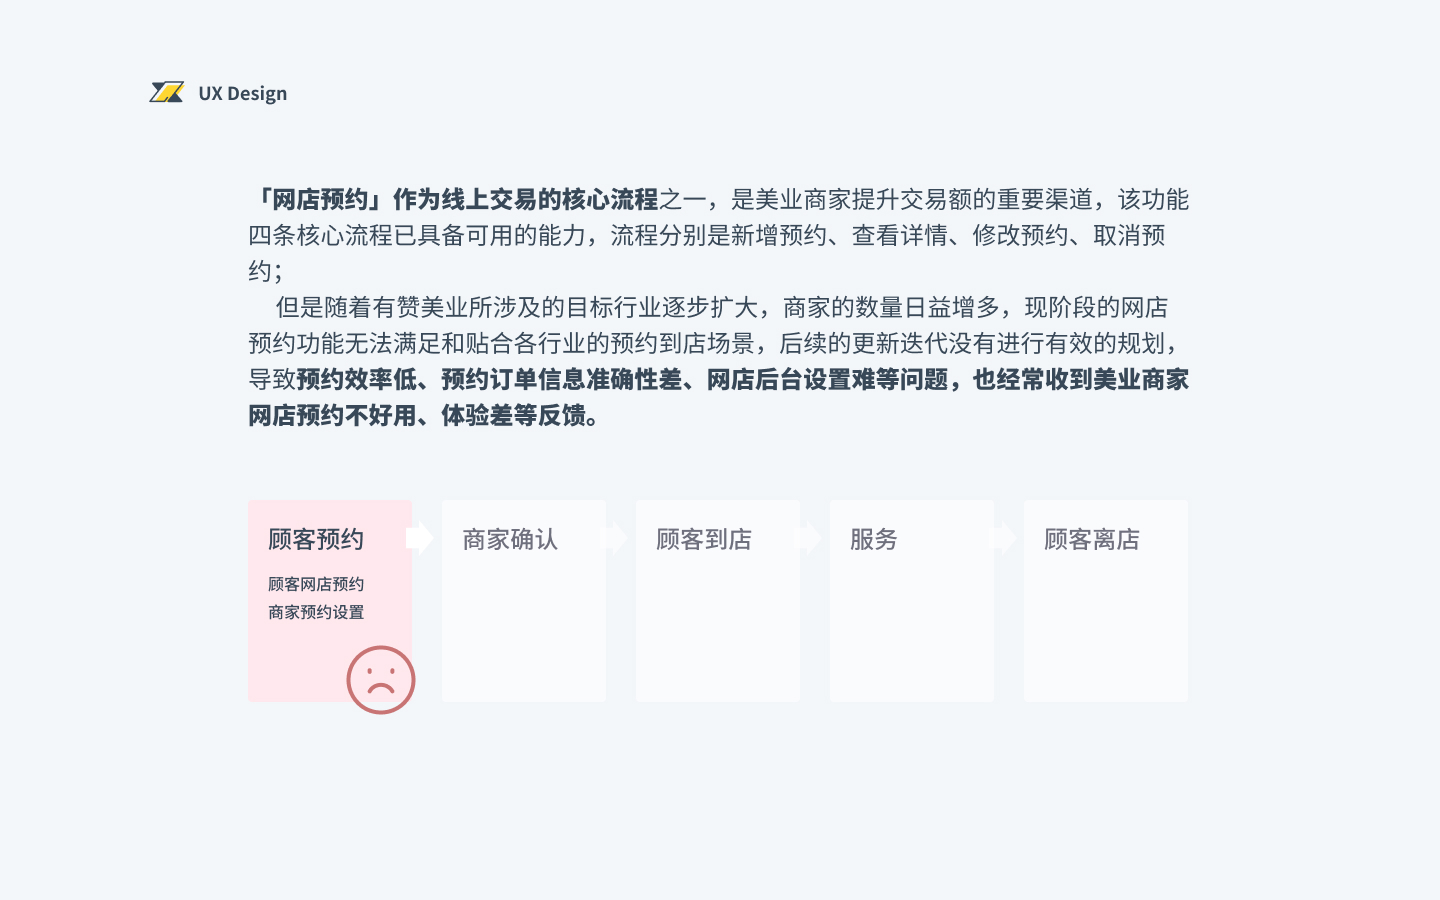 UX Design
「网店预约」作为线上交易的核心流程之一，是美业商家提升交易额的重要渠道，该功能
四条核心流程已具备可用的能力，流程分别是新增预约、查看详情、修改预约、取消预
约；
但是随着有赞美业所涉及的目标行业逐步扩大，商家的数量日益增多，现阶段的网店
预约功能无法满足和贴合各行业的预约到店场景，后续的更新迭代没有进行有效的规划，
导致预约效率低、预约订单信息准确性差、网店后台设置难等问题，也经常收到美业商家
网店预约不好用、体验差等反馈。
顾客预约
顾客网店预约
商家预约设置
商家确认
顾客到店
服务
顾客离店